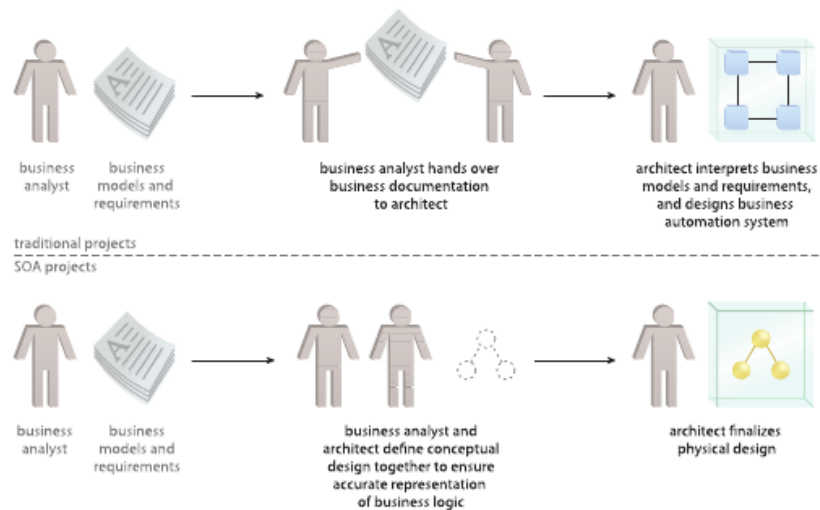 business
analyst
business
models and
requirements
business analyst hands over
business documentation
to architect
architect interprets business
models and requirements,
and designs business
automation system
traditional projects
SOA projects
business
analyst
business
models and
requirements
business analyst and
architect define conceptual
design together to ensure
accurate representation
of business logic
architect finalizes
physical design